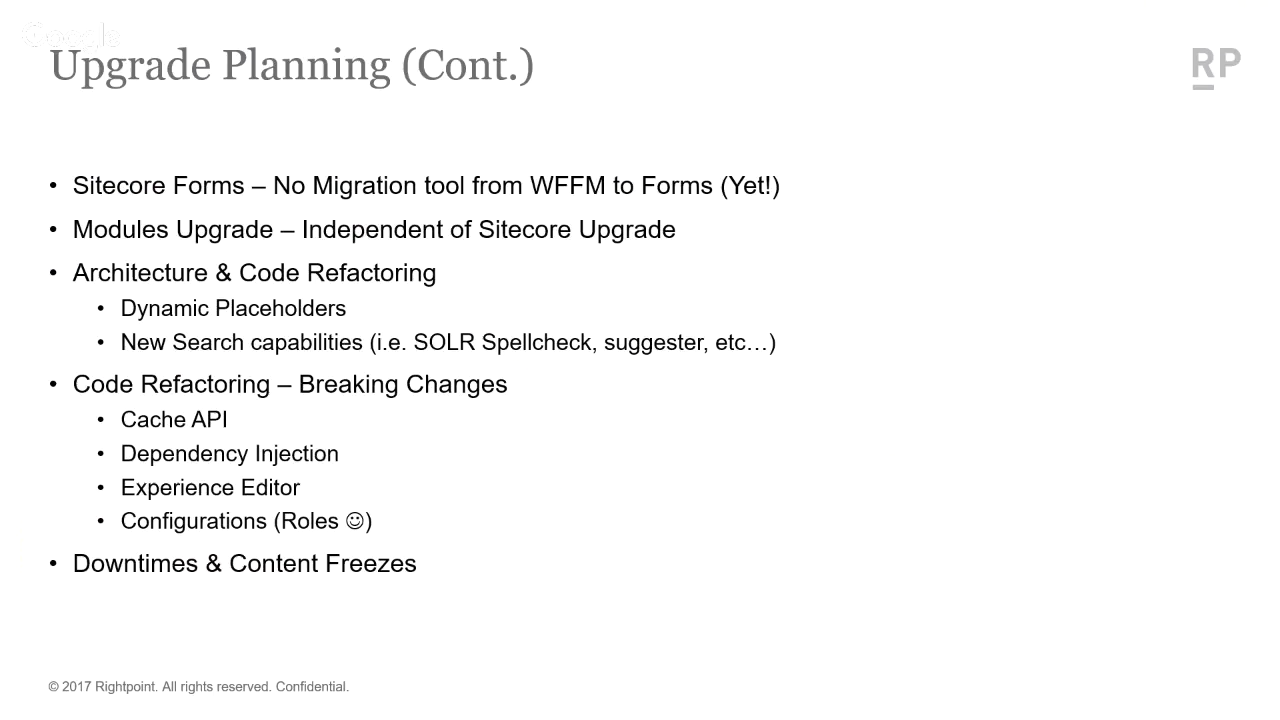 Google
Upgrade Planning (Cont.)
RP
• Sitecore Forms – No Migration tool from WFFM to Forms (Yet!)
• Modules Upgrade – Independent of Sitecore Upgrade
• Architecture & Code Refactoring
• Dynamic Placeholders
• New Search capabilities (i.e. SOLR Spellcheck, suggester, etc…)
• Code Refactoring – Breaking Changes
• Cache API
• Dependency Injection
• Experience Editor
• Configurations (Roles ☺)
• Downtimes & Content Freezes
© 2017 Rightpoint. All rights reserved. Confidential.